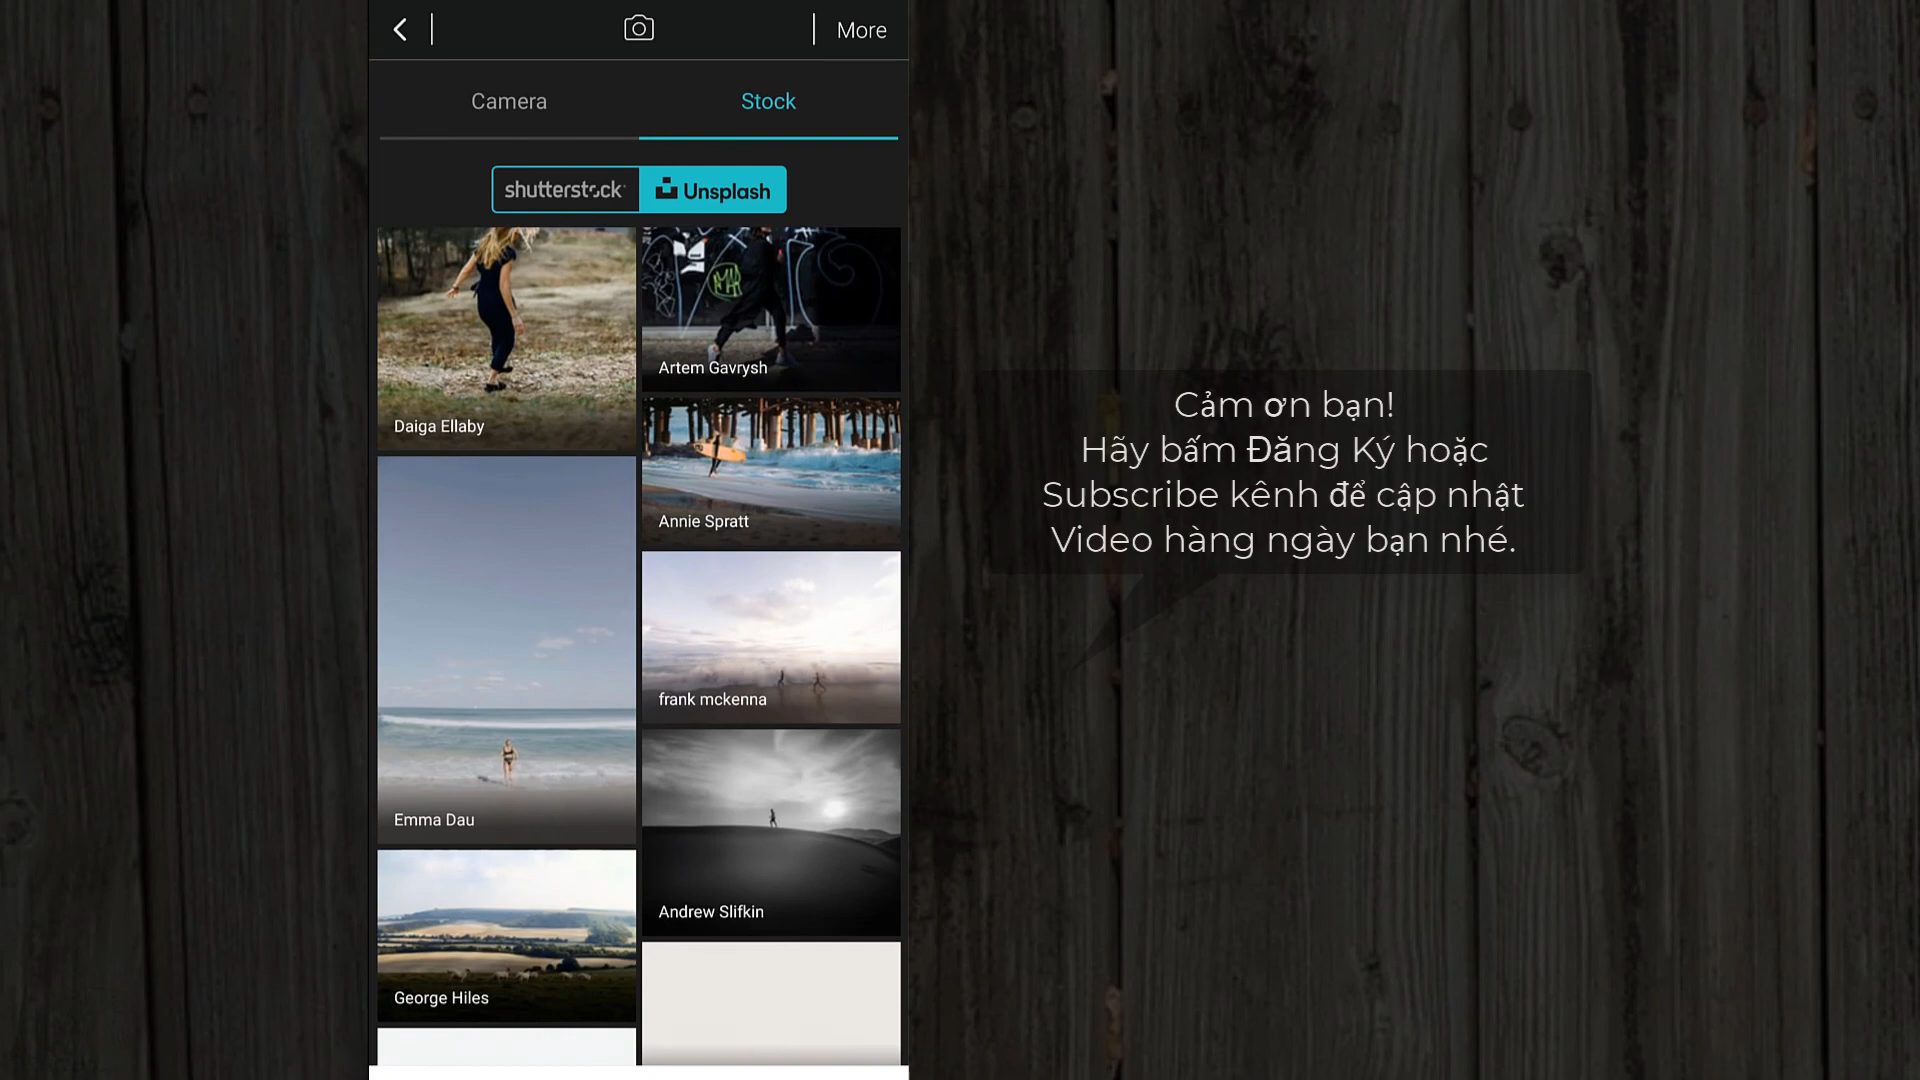 More
Camera
Stock
shutterstock
Unsplash
Daiga Ellaby
Artem Gavrysh
Annie Spratt
frank mckenna
Emma Dau
Andrew Slifkin
George Hiles
Cảm ơn bạn!
Hãy bấm Đăng Ký hoặc
Subscribe kênh để cập nhật
Video hàng ngày bạn nhé.